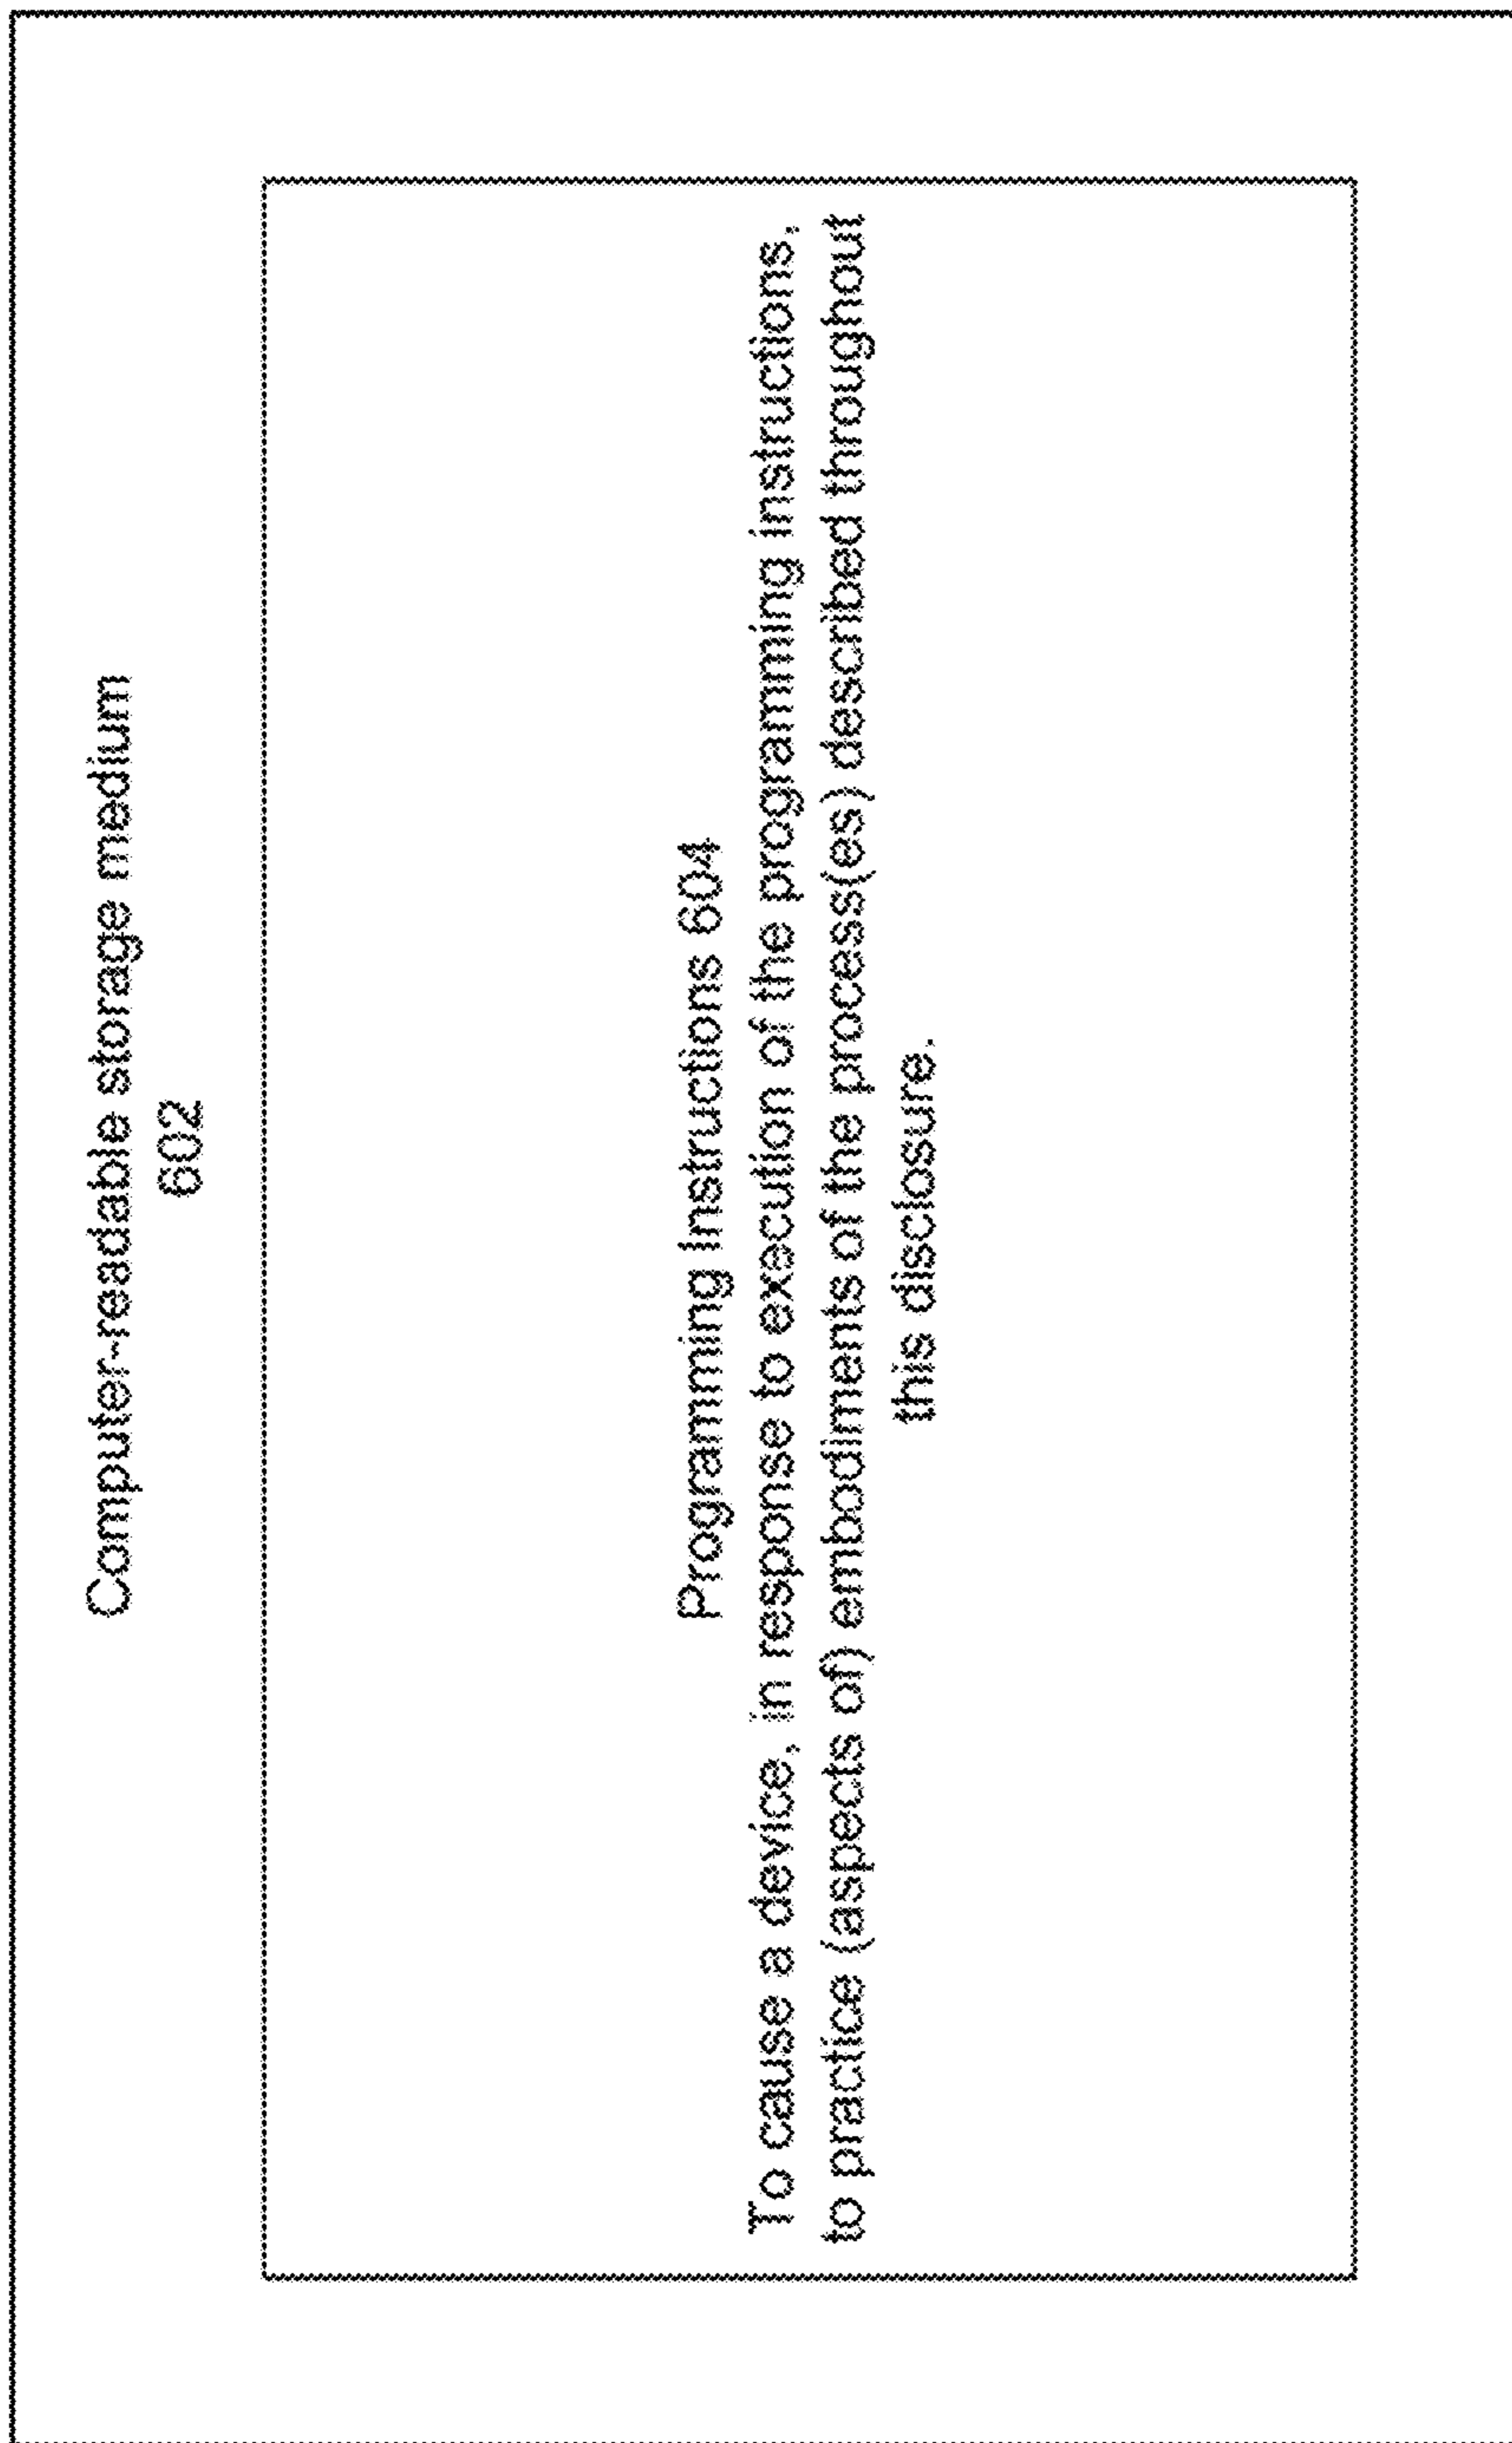 Computer-readable storage medium
602
Programming Instructions 604
To cause a device, in response to execution of the programming instructions,
to practice (aspects of) embodiments of the process(es) described throughout
this disclosure.